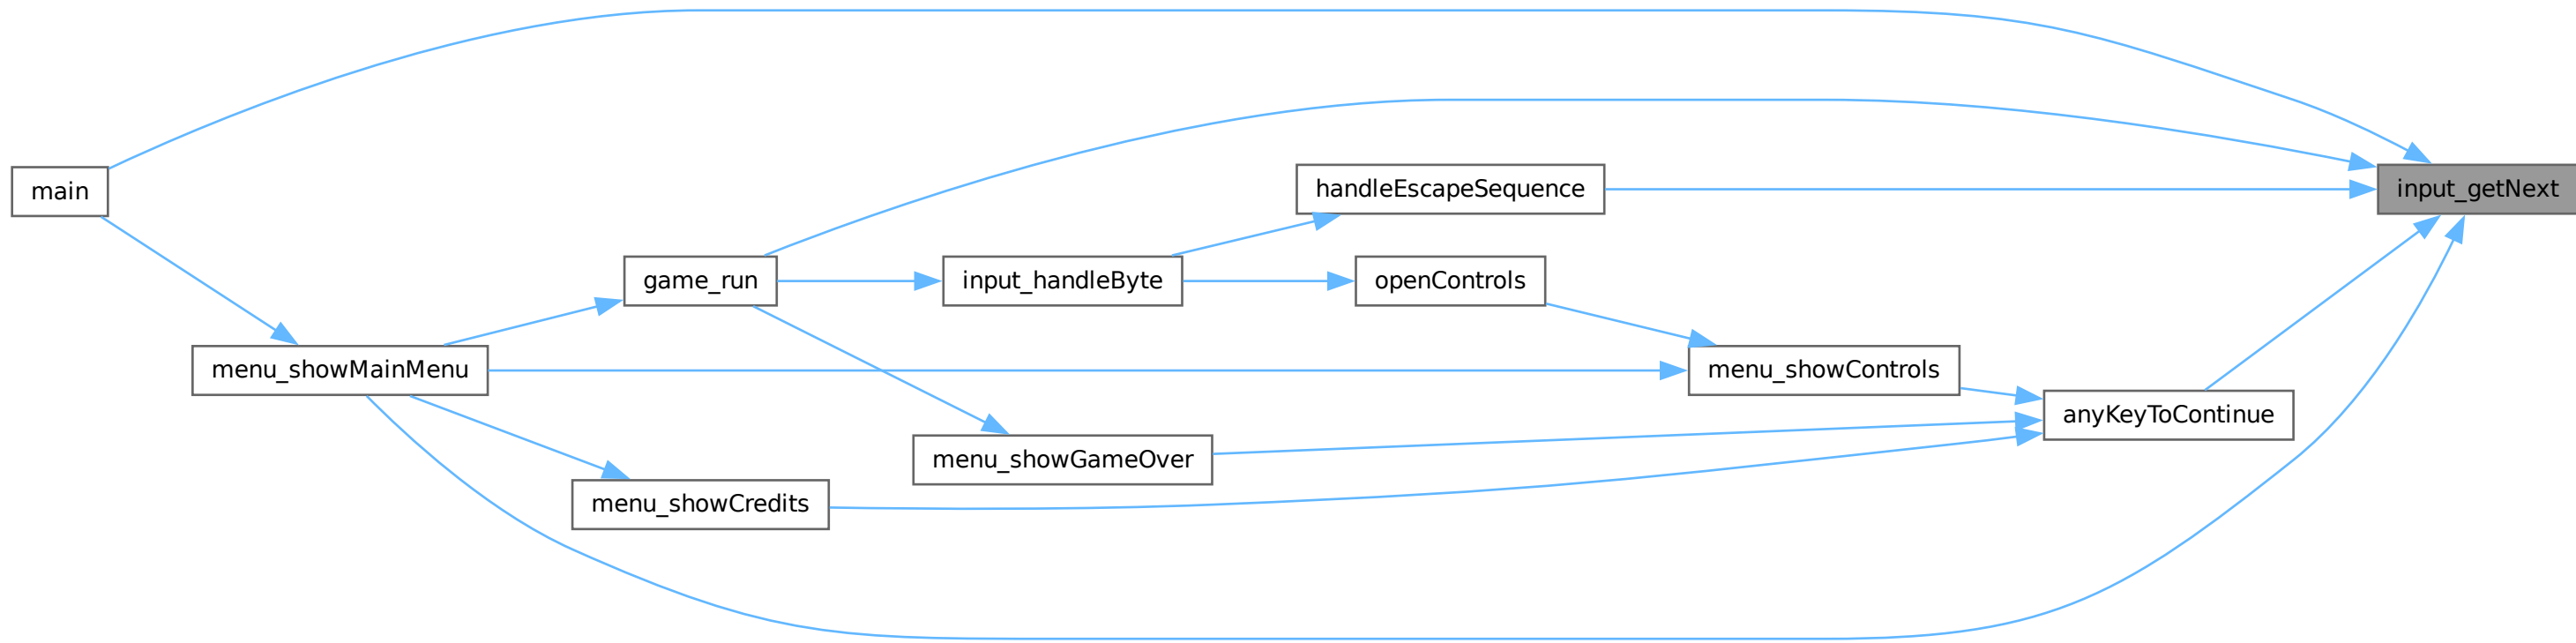 main
handleEscapeSequence
input_getNext
game_run
input_handleByte
openControls
menu_showMainMenu
menu_showControls
anyKeyToContinue
menu_showGameOver
menu_showCredits